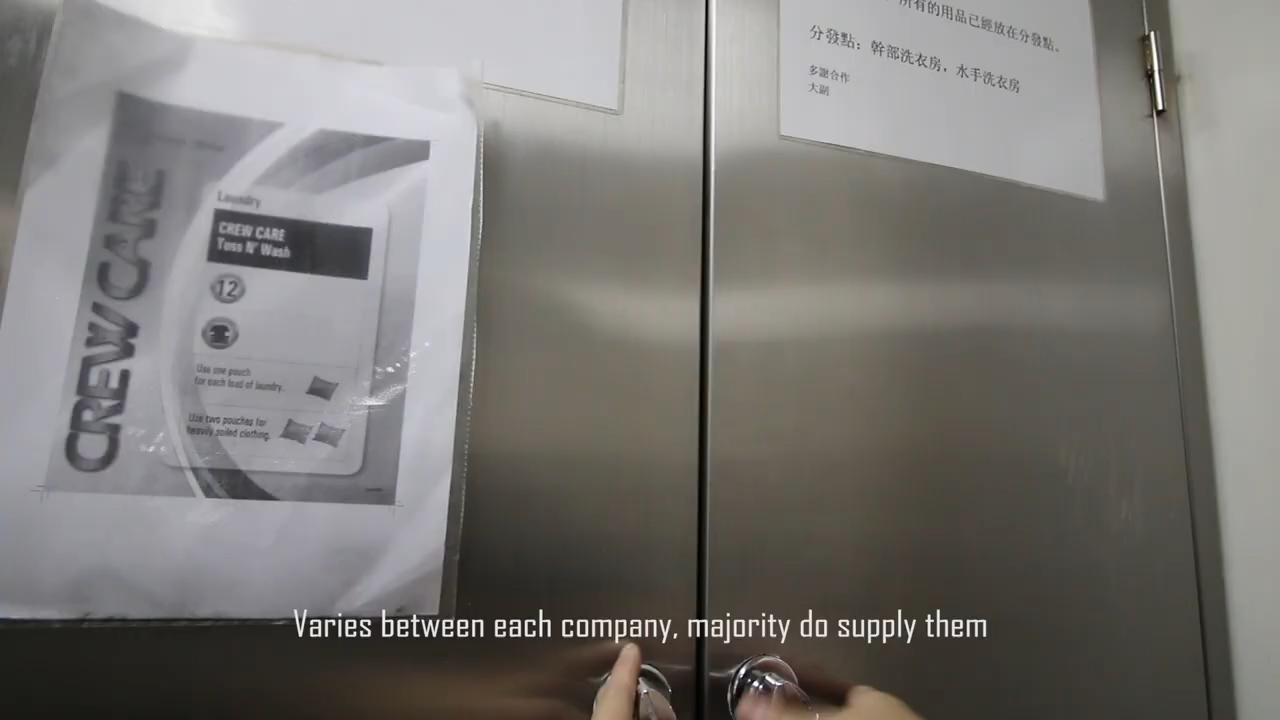 CREW CARE
Laundry
CREW CARE
Toss N' Wash
12
Use one pouch
for each load of laundry.
Use two pouches for
heavily soiled clothing.
所有的用品已經放在分發點。
分發點：幹部洗衣房，水手洗衣房
多謝合作
大副
Varies between each company, majority do supply them